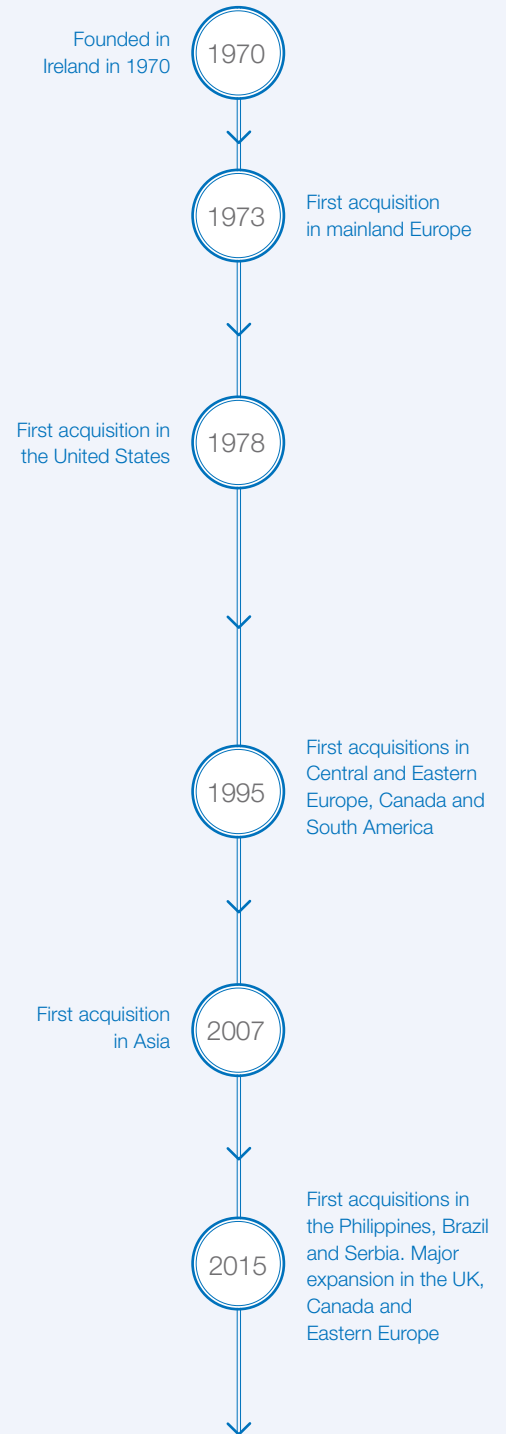 Founded in
Ireland in 1970
1970
1973
First acquisition
in mainland Europe
First acquisition in
the United States
1978
1995
First acquisitions in
Central and Eastern
Europe, Canada and
South America
First acquisition
in Asia
2007
2015
First acquisitions in
the Philippines, Brazil
and Serbia. Major
expansion in the UK,
Canada and
Eastern Europe